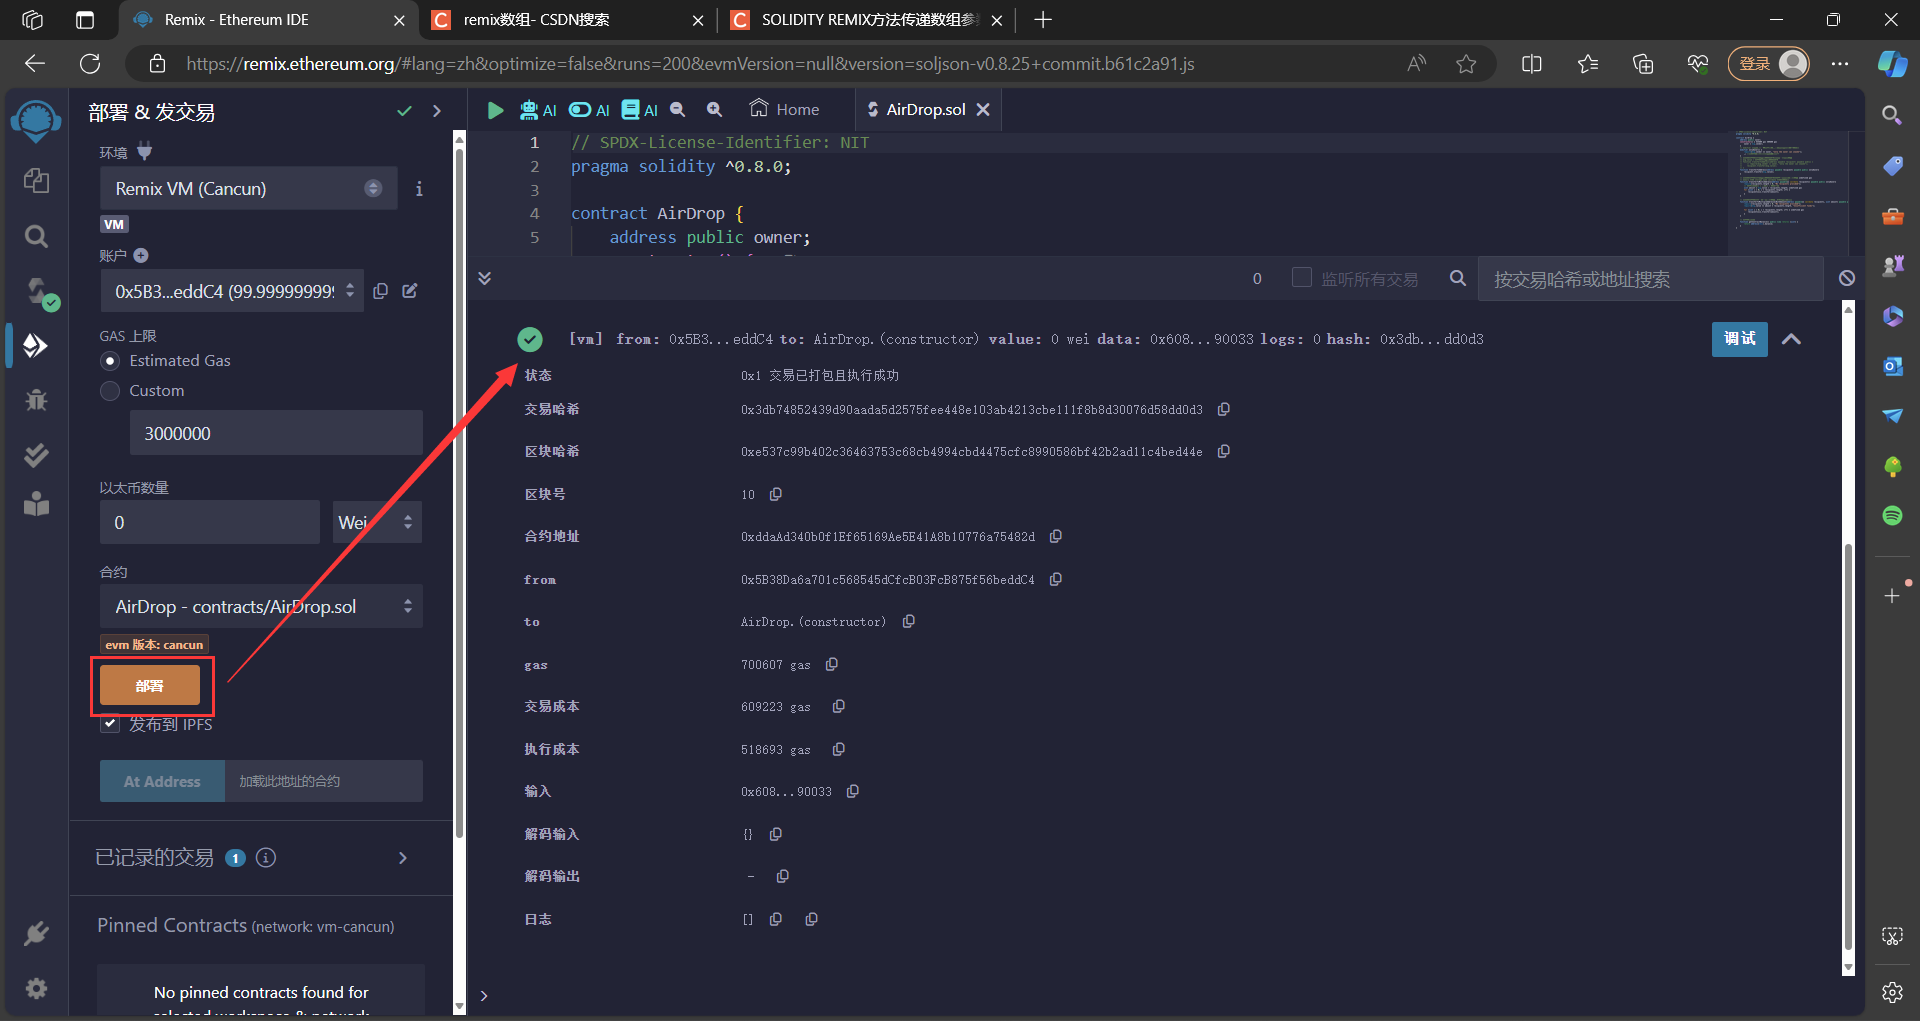 Remix - Ethereum IDE
remix数组- CSDN搜索
SOLIDITY REMIX方法传递数组参
https://remix.ethereum.org/#lang=zh&optimize=false&runs=200&evmVersion=null&version=soljson-v0.8.25+commit.b61c2a91.js
登录
部署 & 发交易
环境
Remix VM (Cancun)
VM
账户
0x5B3...eddC4 (99.999999999
GAS 上限
Estimated Gas
Custom
3000000
以太币数量
0
Wei
合约
AirDrop - contracts/AirDrop.sol
evm 版本: cancun
部署
发布到 IPFS
At Address
加载此地址的合约
已记录的交易 1
Pinned Contracts (network: vm-cancun)
No pinned contracts found for
selected workspace & network
AI AI AI Home AirDrop.sol
1 // SPDX-License-Identifier: NIT
2 pragma solidity ^0.8.0;
3
4 contract AirDrop {
5 address public owner;
0 监听所有交易 按交易哈希或地址搜索
[vm] from: 0x5B3...eddC4 to: AirDrop.(constructor) value: 0 wei data: 0x608...90033 logs: 0 hash: 0x3db...dd0d3
调试
状态 0x1 交易已打包且执行成功
交易哈希 0x3db74852439d90aada5d2575fee448e103ab4213cbe111f8b8d30076d58dd0d3
区块哈希 0xe537c99b402c36463753c68cb4994cbd4475cfc8990586bf42b2ad11c4bed44e
区块号 10
合约地址 0xddaAd340b0f1Ef65169Ae5E41A8b10776a75482d
from 0x5B38Da6a701c568545dCfcB03FcB875f56beddC4
to AirDrop.(constructor)
gas 700607 gas
交易成本 609223 gas
执行成本 518693 gas
输入 0x608...90033
解码输入 {}
解码输出 -
日志 []